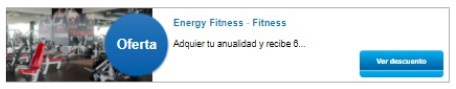 Energy Fitness - Fitness
Oferta
Adquier tu anualidad y recibe 6...
Ver descuento